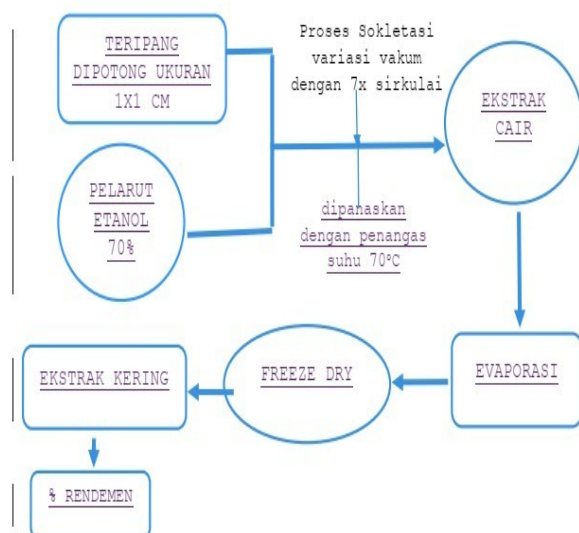 TERIPANG
DIPOTONG UKURAN
1X1 CM
Proses Sokletasi
variasi vakum
dengan 7x sirkulai
EKSTRAK
CAIR
PELARUT
ETANOL
70%
dipanaskan
dengan penangas
suhu 70°C
EKSTRAK KERING
FREEZE DRY
EVAPORASI
% RENDEMEN